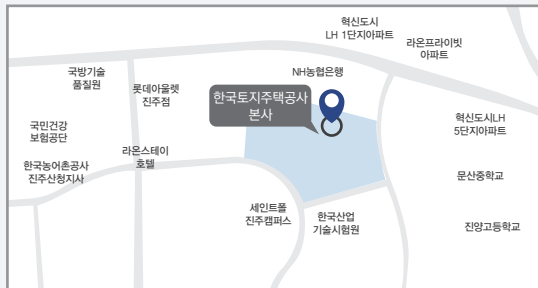 혁신도시
LH 1단지아파트
라온프라이빗
아파트
국방기술
품질원
롯데아울렛
진주점
NH농협은행
한국토지주택공사
본사
혁신도시LH
5단지아파트
국민건강
보험공단
라온스테이
호텔
한국농어촌공사
진주산청지사
문산중학교
세인트폴
진주캠퍼스
한국산업
기술시험원
진양고등학교